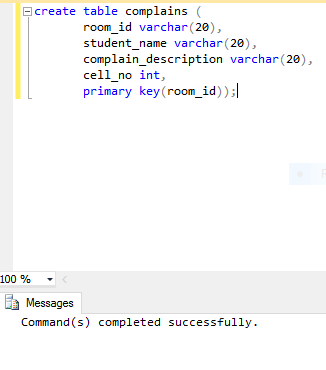 create table complains (
room_id varchar(20),
student_name varchar(20),
complain_description varchar(20),
cell_no int,
primary key(room_id));
100 %
Messages
Command(s) completed successfully.